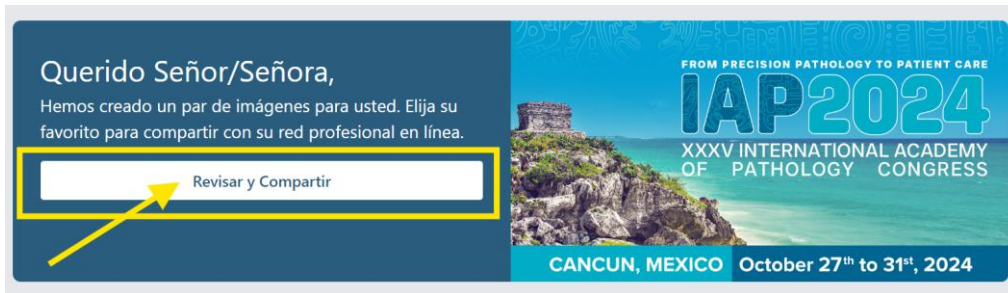 Querido Señor/Señora,
Hemos creado un par de imágenes para usted. Elija su
favorito para compartir con su red profesional en línea.
Revisar y Compartir
FROM PRECISION PATHOLOGY TO PATIENT CARE
IAP2024
XXXV INTERNATIONAL ACADEMY
OF PATHOLOGY CONGRESS
CANCUN, MEXICO October 27th to 31st, 2024